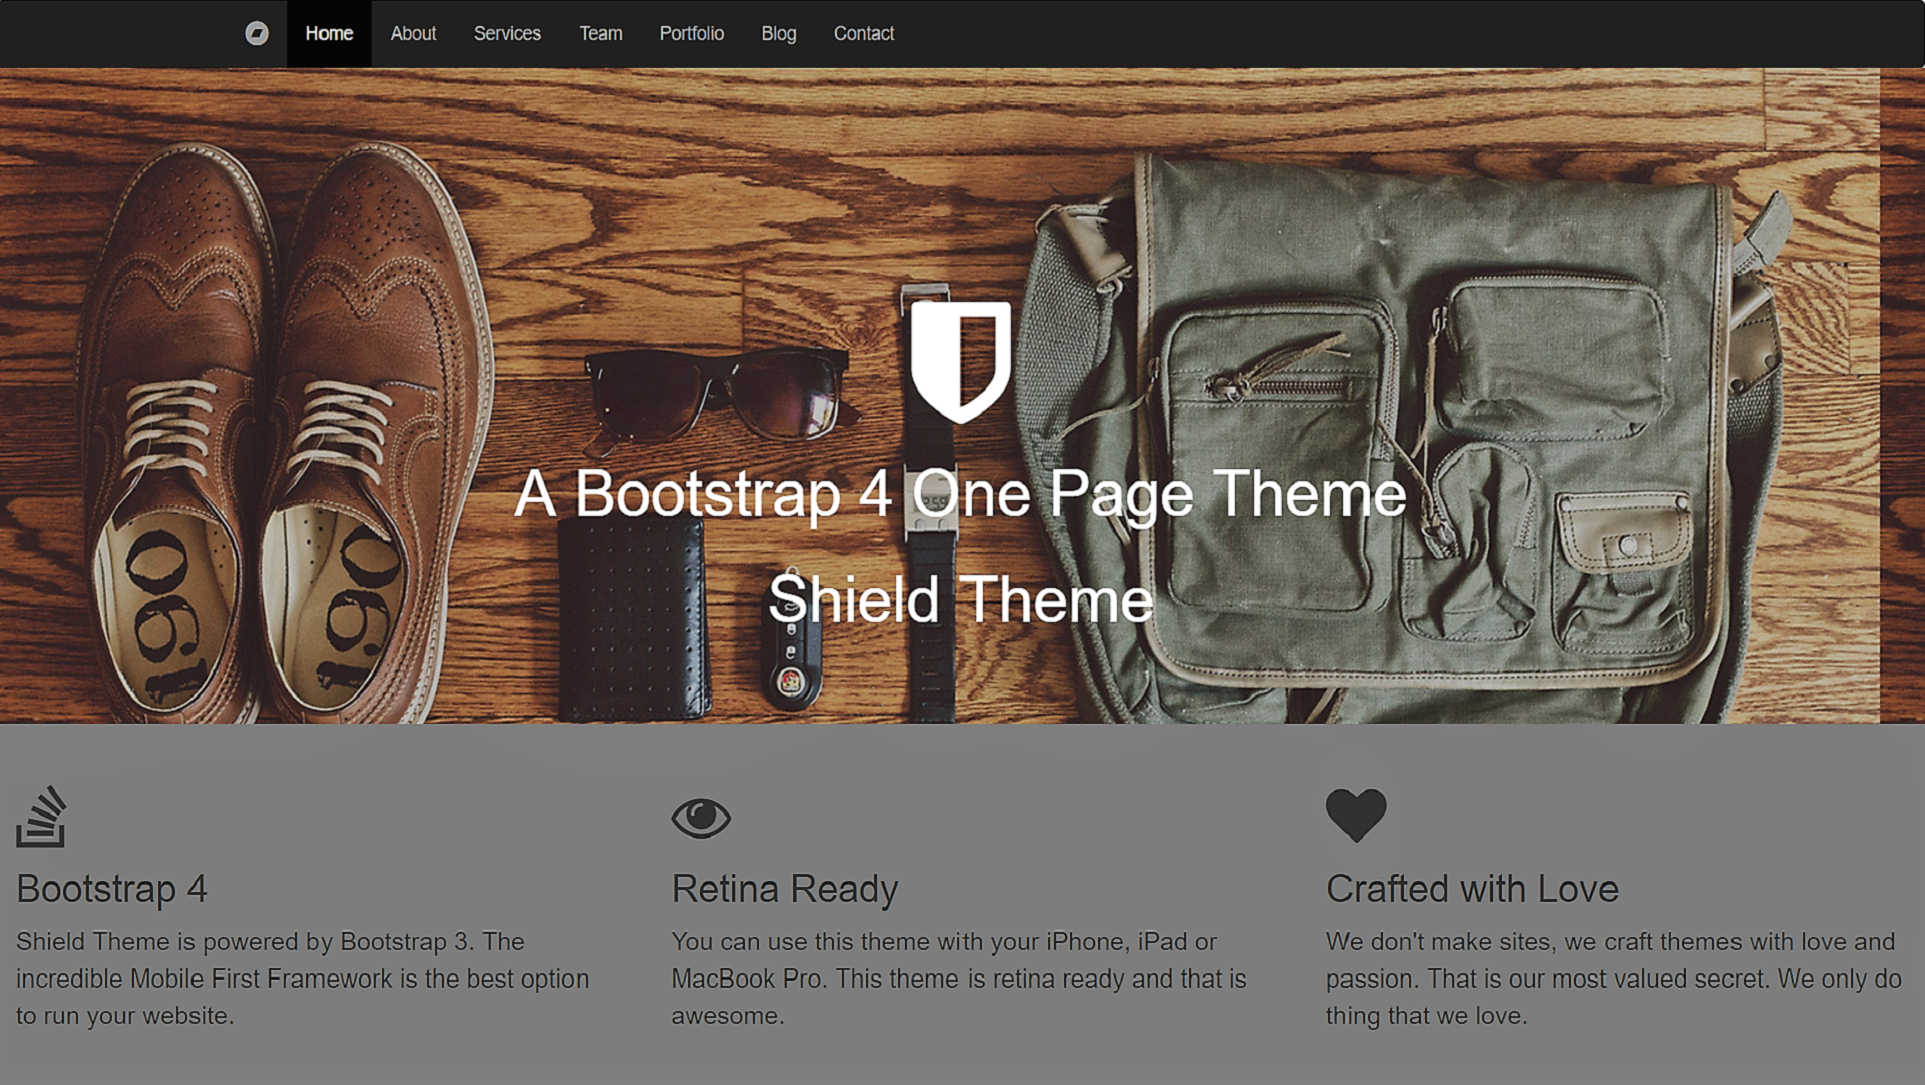 Home About Services Team Portfolio Blog Contact
A Bootstrap 4 One Page Theme
Shield Theme
190 190
Bootstrap 4
Shield Theme is powered by Bootstrap 3. The
incredible Mobile First Framework is the best option
to run your website.
Retina Ready
You can use this theme with your iPhone, iPad or
MacBook Pro. This theme is retina ready and that is
awesome.
Crafted with Love
We don't make sites, we craft themes with love and
passion. That is our most valued secret. We only do
thing that we love.